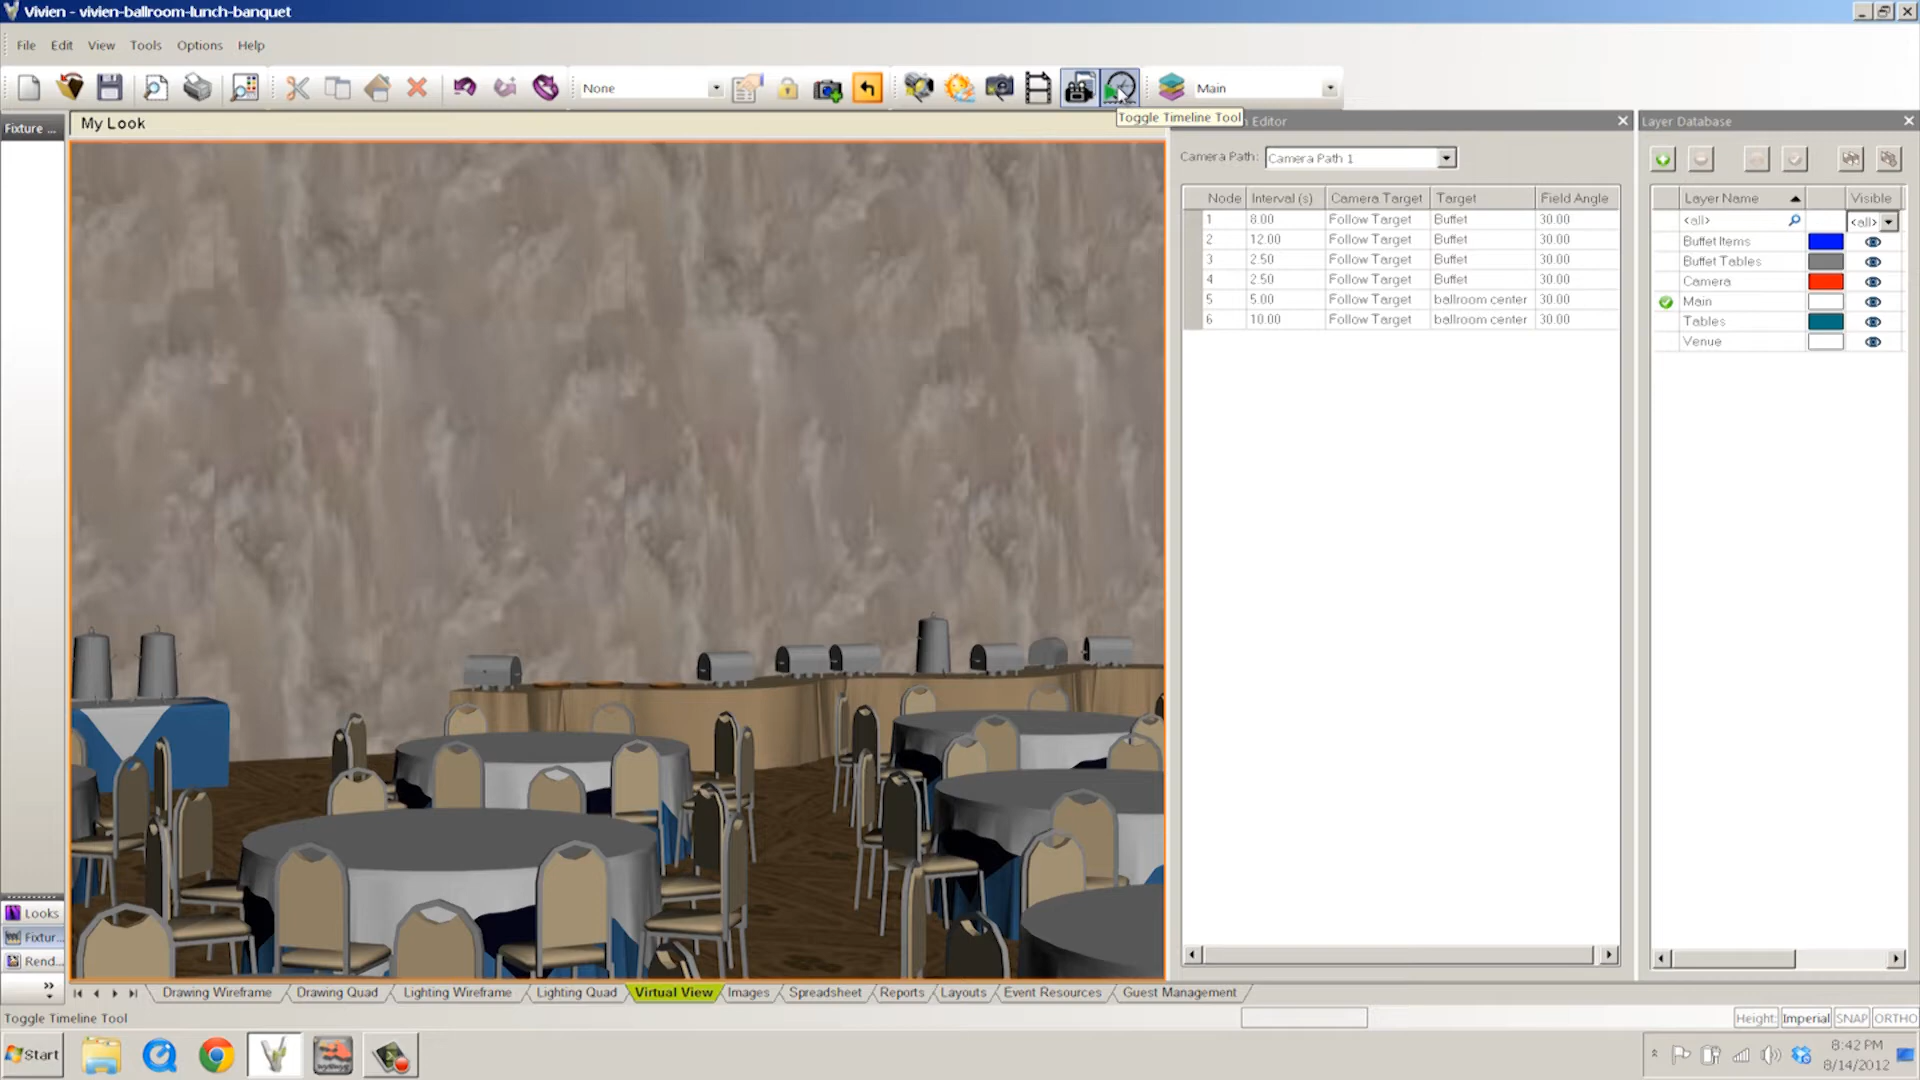 Vivien - vivien-ballroom-lunch-banquet
File Edit View Tools Options Help
None Main
Toggle Timeline Tool
Fixture ... My Look Editor Layer Database
Camera Path: Camera Path 1
Node Interval (s) Camera Target Target Field Angle
1 8.00 Follow Target Buffet 30.00
2 12.00 Follow Target Buffet 30.00
3 2.50 Follow Target Buffet 30.00
4 2.50 Follow Target Buffet 30.00
5 5.00 Follow Target ballroom center 30.00
6 10.00 Follow Target ballroom center 30.00
Layer Name Visible
<all> <all>
Buffet Items
Buffet Tables
Camera
Main
Tables
Venue
Looks
Fixtur...
Rend...
Drawing Wireframe Drawing Quad Lighting Wireframe Lighting Quad Virtual View Images Spreadsheet Reports Layouts Event Resources Guest Management
Toggle Timeline Tool Height: Imperial SNAP ORTHO
Start 8:42 PM
8/14/2012